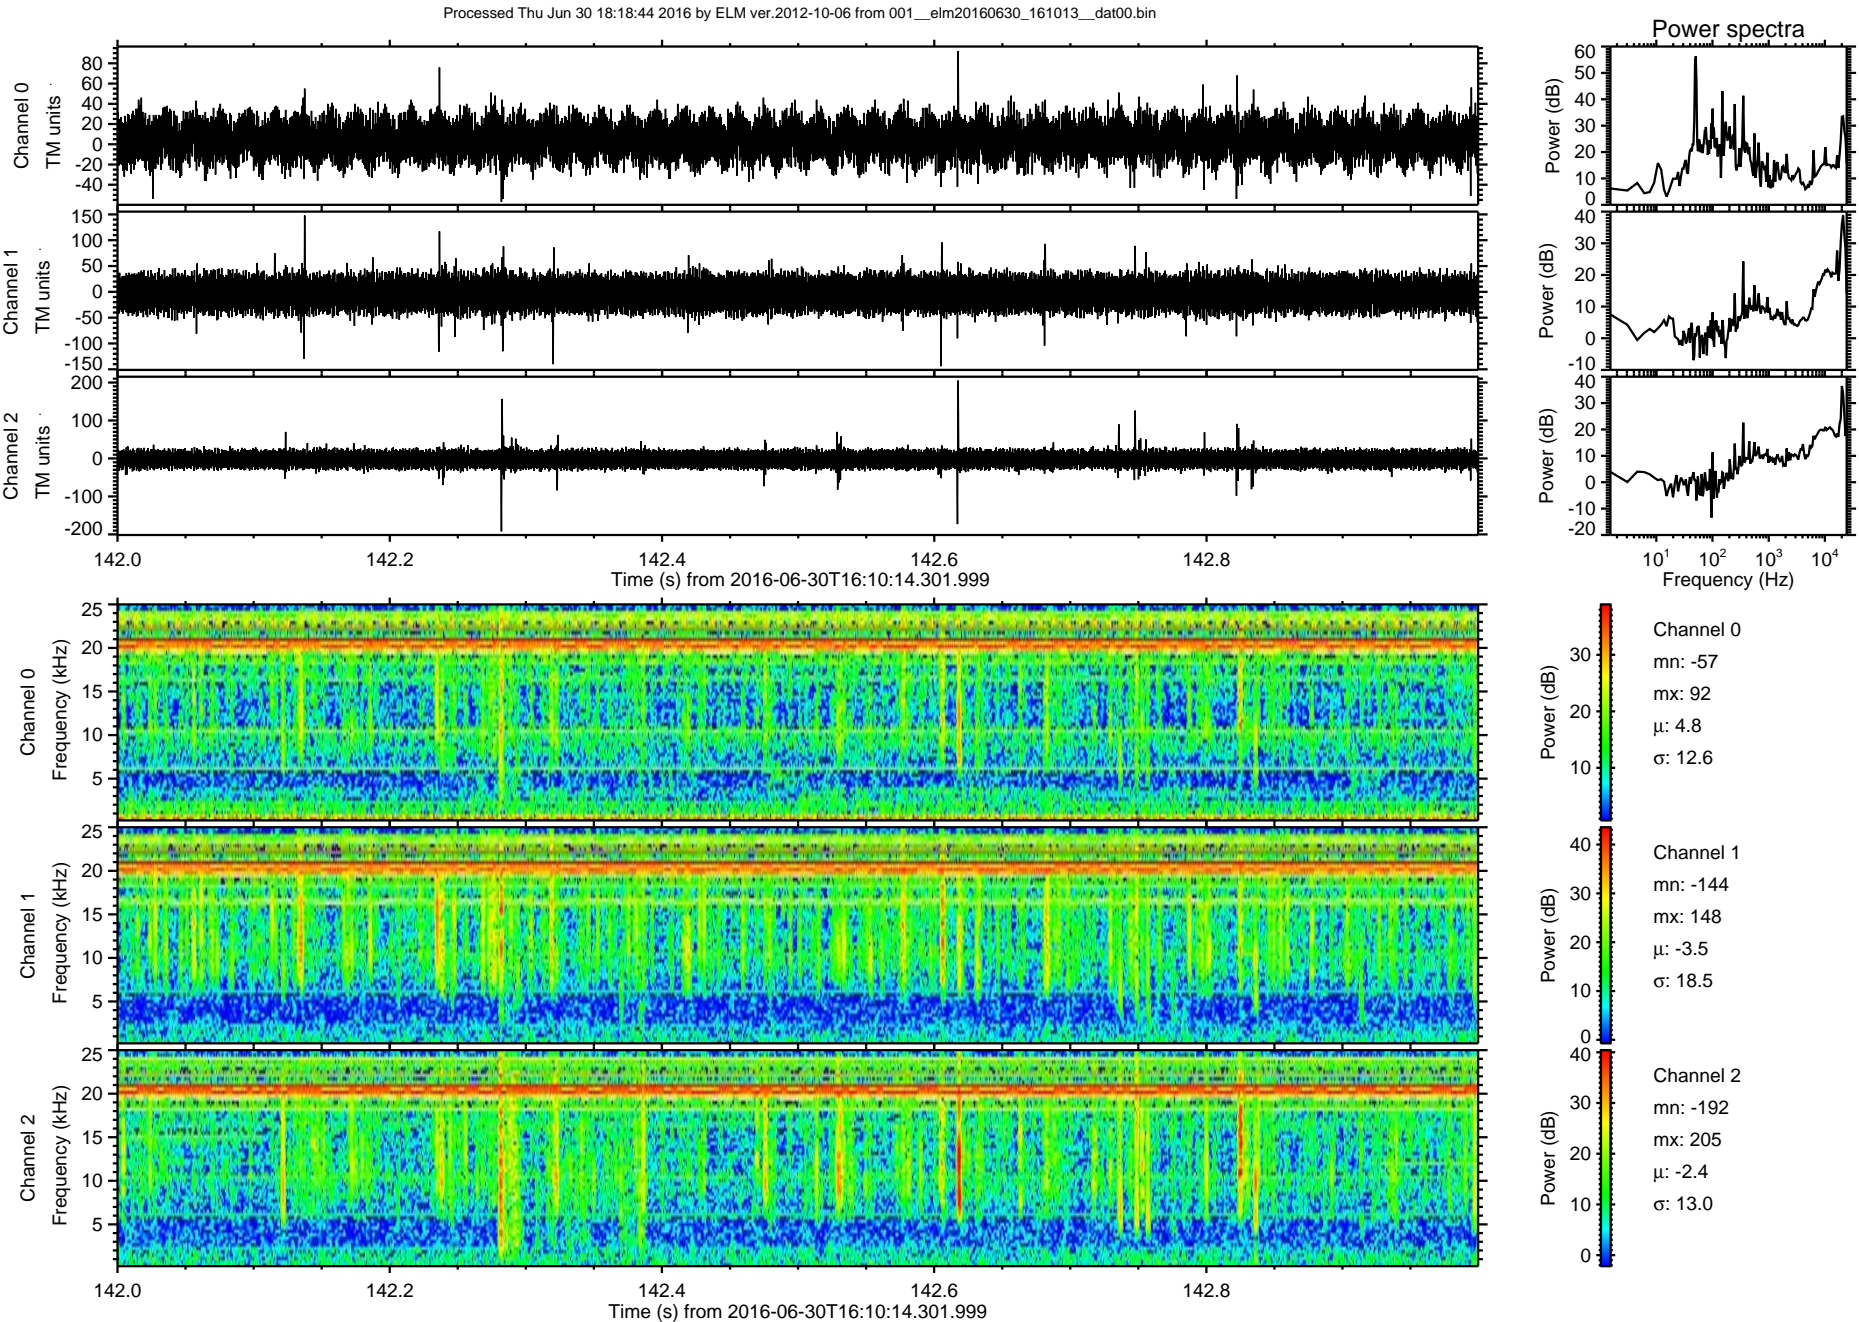 Processed Thu Jun 30 18:18:44 2016 by ELM ver.2012-10-06 from 001__elm20160630_161013__dat00.bin
Power spectra
Channel 0
TM units
80
60
40
20
0
-20
-40
Power (dB)
60
50
40
30
20
10
0
Channel 1
TM units
150
100
50
0
-50
-100
-150
Power (dB)
40
30
20
10
0
-10
Channel 2
TM units
200
100
0
-100
-200
Power (dB)
40
30
20
10
0
-10
-20
142.0 142.2 142.4 142.6 142.8
Time (s) from 2016-06-30T16:10:14.301.999
10¹ 10² 10³ 10⁴
Frequency (Hz)
Channel 0
Frequency (kHz)
25
20
15
10
5
Power (dB)
30
20
10
Channel 0
mn: -57
mx: 92
μ: 4.8
σ: 12.6
Channel 1
Frequency (kHz)
25
20
15
10
5
Power (dB)
40
30
20
10
0
Channel 1
mn: -144
mx: 148
μ: -3.5
σ: 18.5
Channel 2
Frequency (kHz)
25
20
15
10
5
Power (dB)
40
30
20
10
0
Channel 2
mn: -192
mx: 205
μ: -2.4
σ: 13.0
142.0 142.2 142.4 142.6 142.8
Time (s) from 2016-06-30T16:10:14.301.999